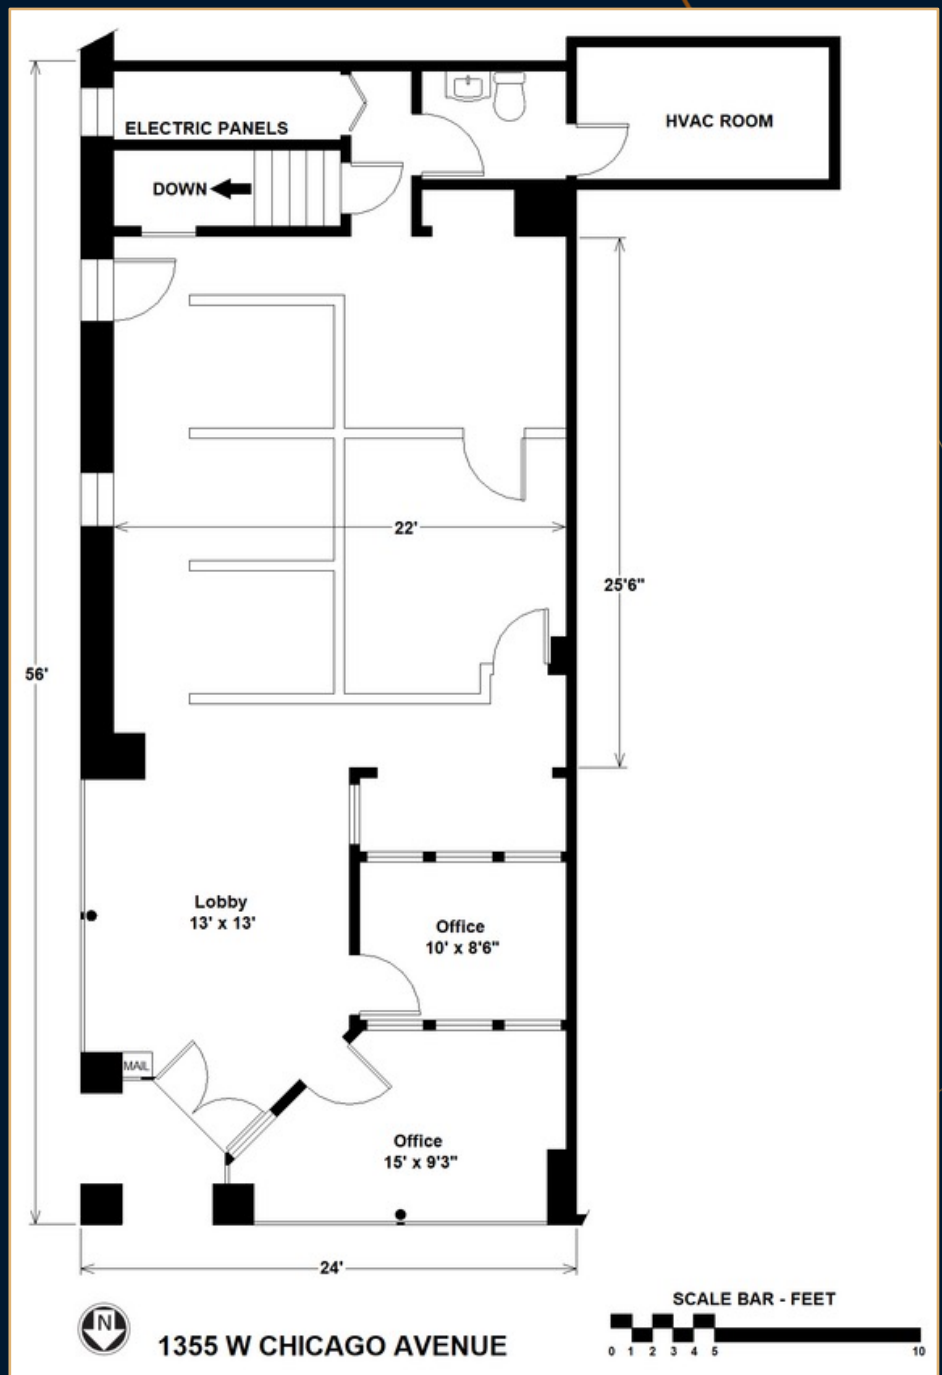 HVAC ROOM
ELECTRIC PANELS
DOWN
22'
25'6"
56'
Lobby
13' x 13'
Office
10' x 8'6"
MAIL
Office
15' x 9'3"
24'
SCALE BAR - FEET
N
1355 W CHICAGO AVENUE
0 1 2 3 4 5 10